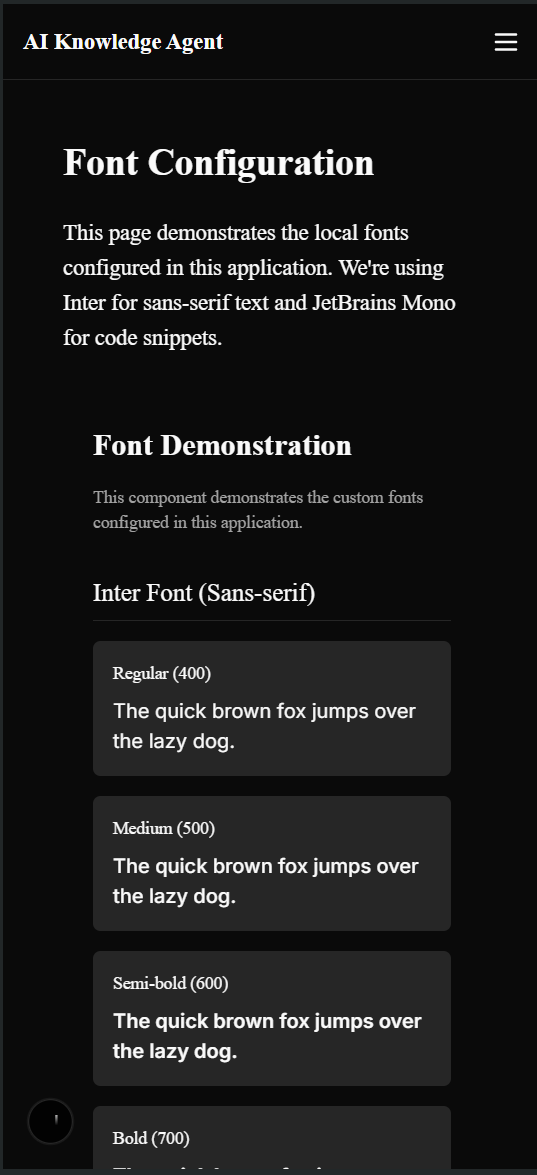 AI Knowledge Agent
Font Configuration
This page demonstrates the local fonts
configured in this application. We're using
Inter for sans-serif text and JetBrains Mono
for code snippets.
Font Demonstration
This component demonstrates the custom fonts
configured in this application.
Inter Font (Sans-serif)
Regular (400)
The quick brown fox jumps over
the lazy dog.
Medium (500)
The quick brown fox jumps over
the lazy dog.
Semi-bold (600)
The quick brown fox jumps over
the lazy dog.
Bold (700)